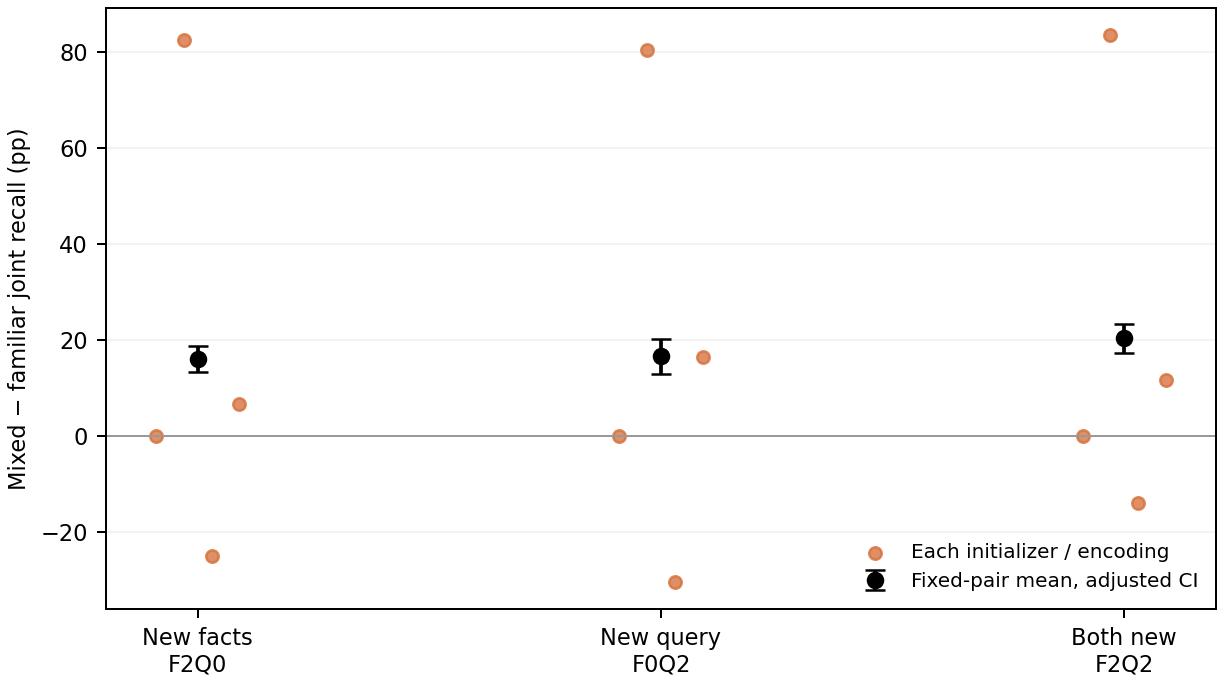 Mixed − familiar joint recall (pp)
80
60
40
20
0
−20
Each initializer / encoding
Fixed-pair mean, adjusted CI
New facts
F2Q0
New query
F0Q2
Both new
F2Q2